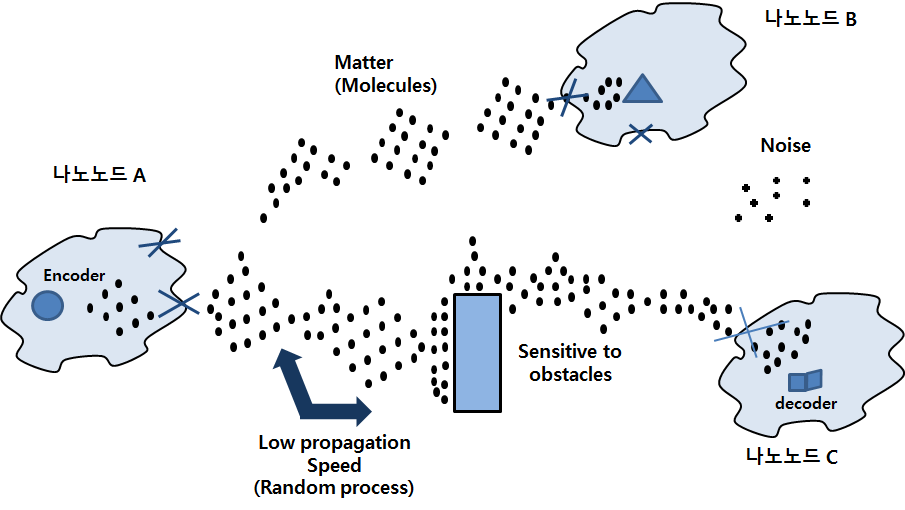 나노노드 B
Matter
(Molecules)
Noise
나노노드 A
Encoder
Sensitive to
obstacles
decoder
Low propagation
Speed
(Random process)
나노노드 C